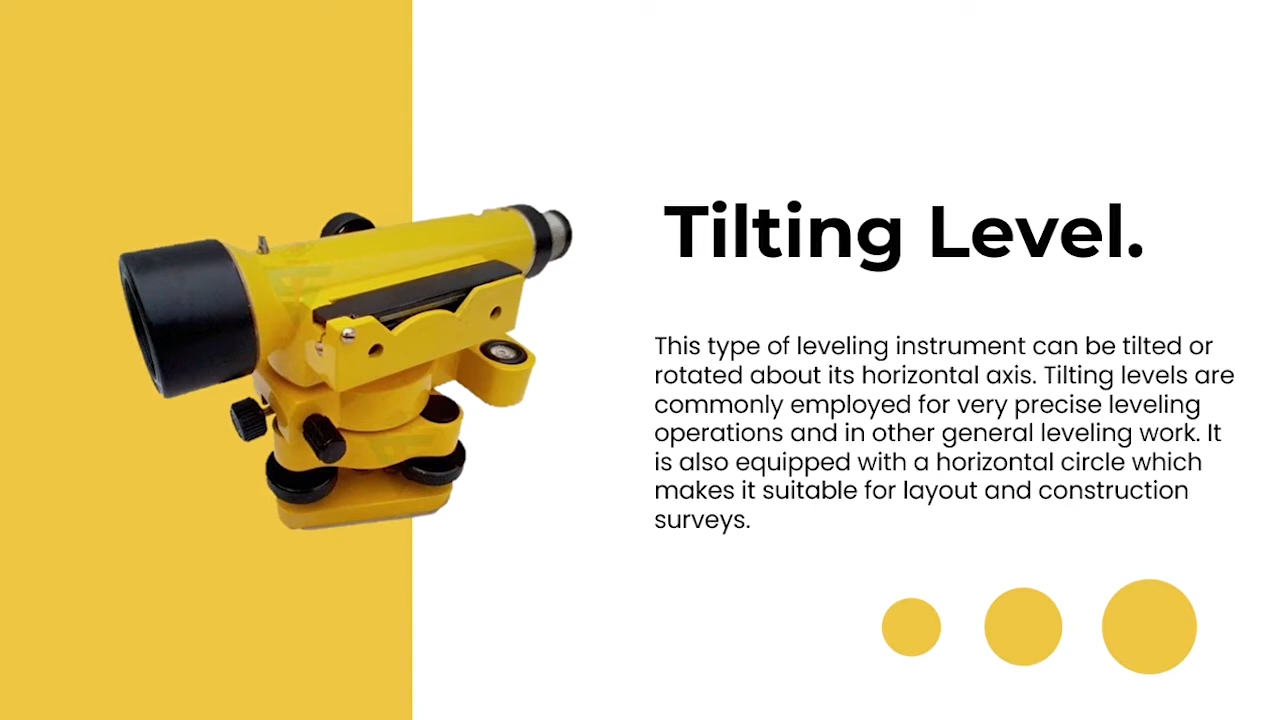 Tilting Level.
This type of leveling instrument can be tilted or
rotated about its horizontal axis. Tilting levels are
commonly employed for very precise leveling
operations and in other general leveling work. It
is also equipped with a horizontal circle which
makes it suitable for layout and construction
surveys.